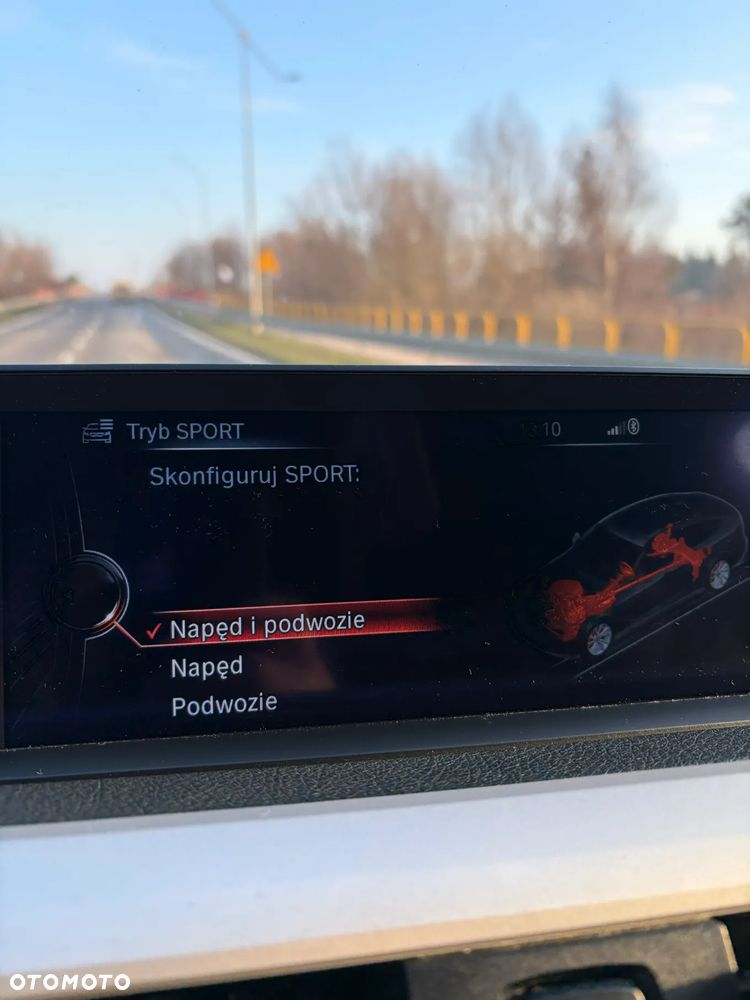 Tryb SPORT
Skonfiguruj SPORT:
Napęd i podwozie
Napęd
Podwozie
OTOMOTO